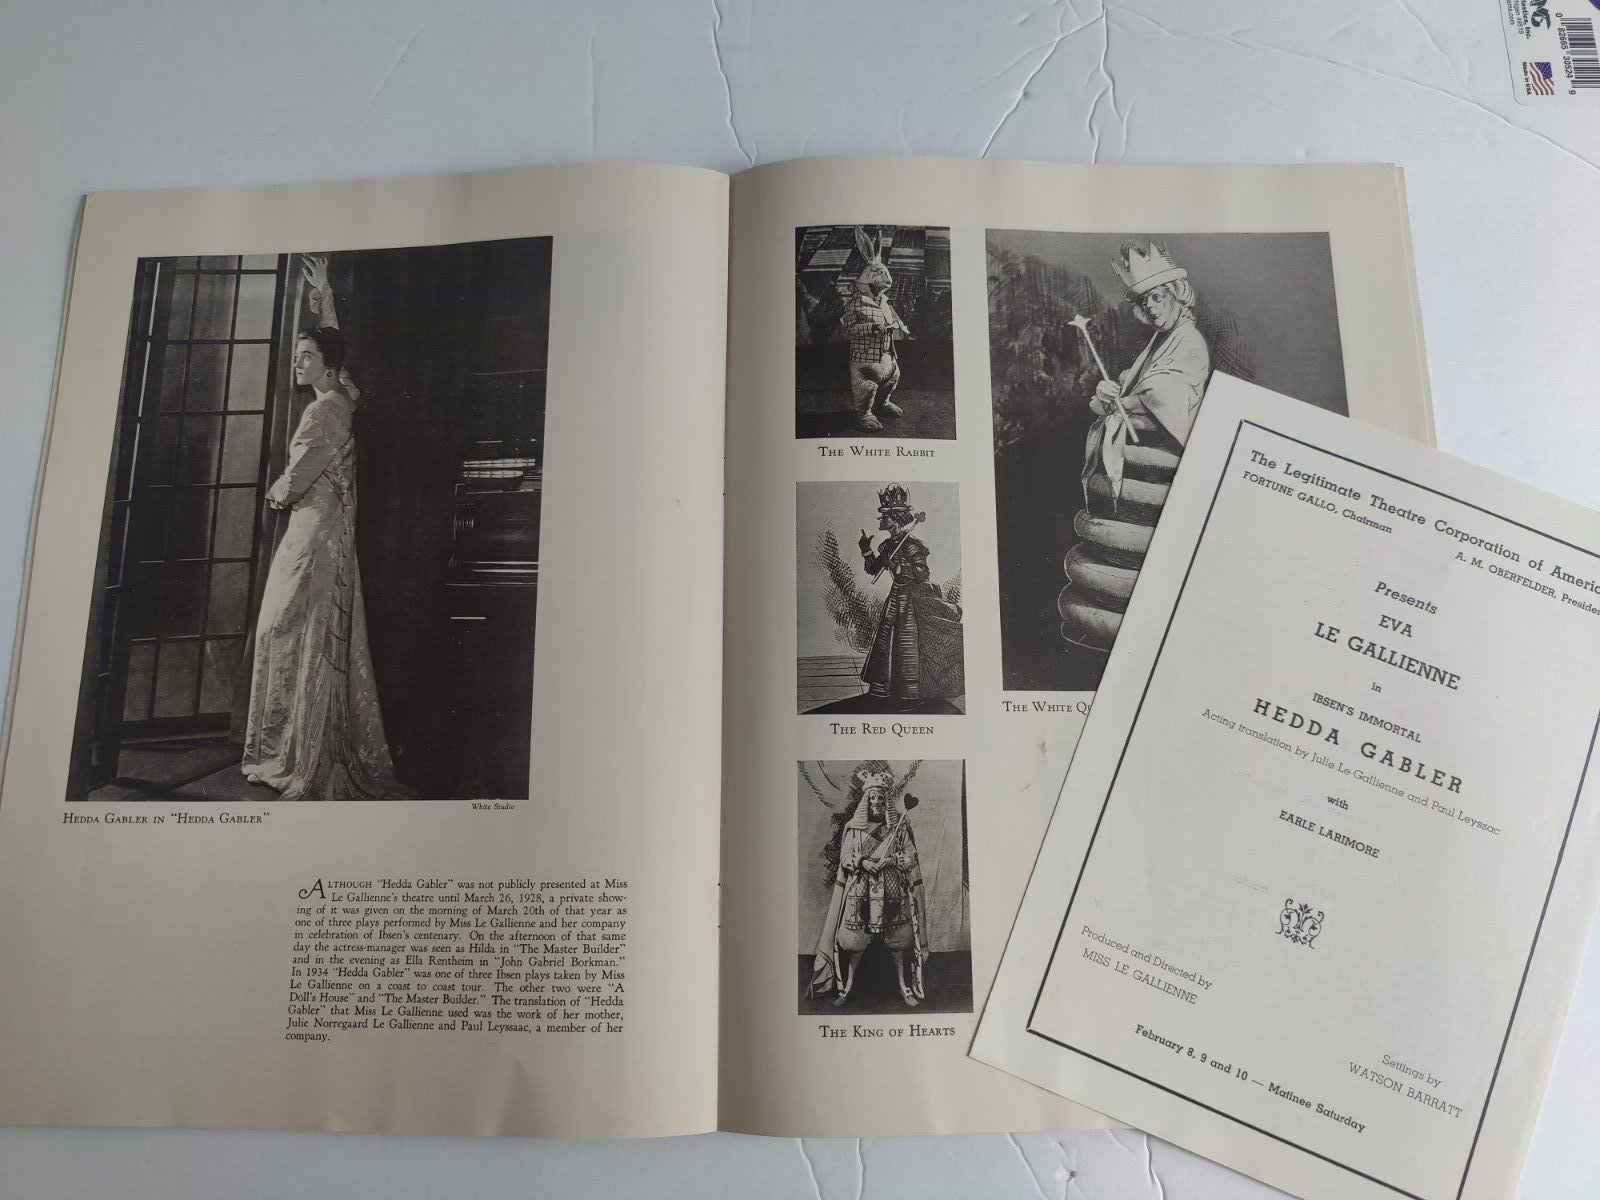 White Studio
HEDDA GABLER IN "HEDDA GABLER"
ALTHOUGH "Hedda Gabler" was not publicly presented at Miss
Le Gallienne's theatre until March 26, 1928, a private show-
ing of it was given on the morning of March 20th of that year as
one of three plays performed by Miss Le Gallienne and her company
in celebration of Ibsen's centenary. On the afternoon of that same
day the actress-manager was seen as Hilda in "The Master Builder"
and in the evening as Ella Rentheim in "John Gabriel Borkman."
In 1934 "Hedda Gabler" was one of three Ibsen plays taken by Miss
Le Gallienne on a coast to coast tour. The other two were "A
Doll's House" and "The Master Builder." The translation of "Hedda
Gabler" that Miss Le Gallienne used was the work of her mother,
Julie Norregaard Le Gallienne and Paul Leyssaac, a member of her
company.
THE WHITE RABBIT
THE RED QUEEN
THE KING OF HEARTS
THE WHITE QU
The Legitimate Theatre Corporation of Americ
FORTUNE GALLO, Chairman
A. M. OBERFELDER, Presiden
Presents
EVA
LE GALLIENNE
in
IBSEN'S IMMORTAL
HEDDA GABLER
Acting translation by Julie Le Gallienne and Paul Leyssac
with
EARLE LARIMORE
Produced and Directed by
MISS LE GALLIENNE
Settings by
WATSON BARRATT
February 8, 9 and 10 — Matinee Saturday
Made in USA
0 82665 30524 9